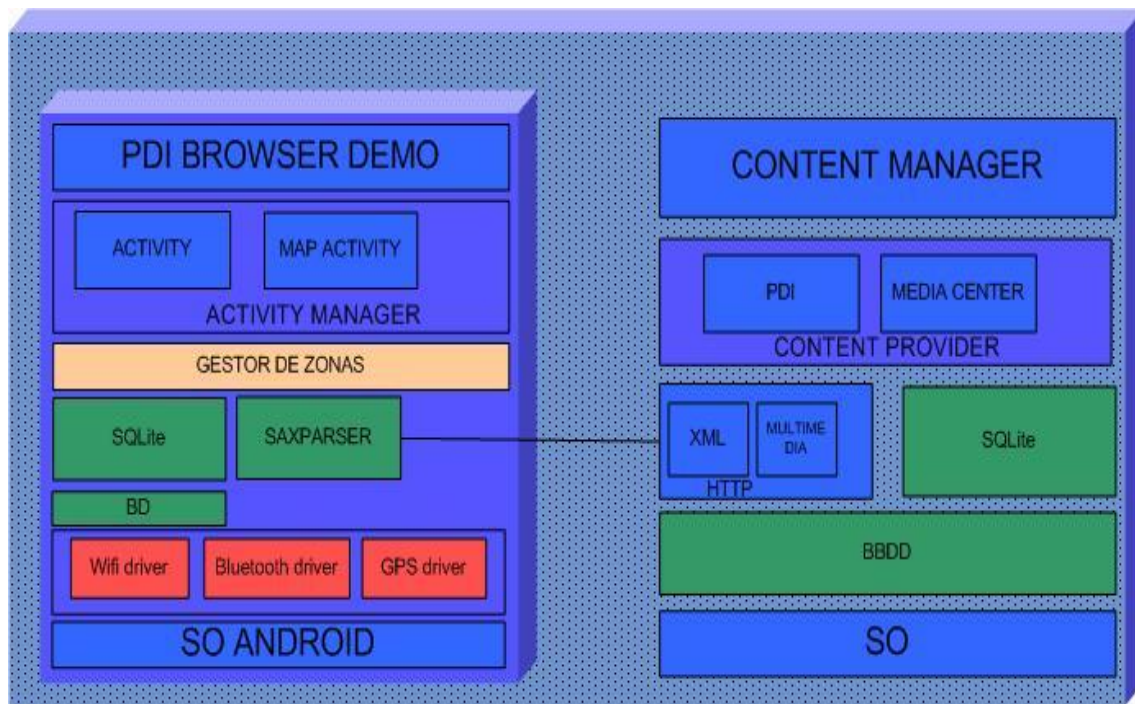 PDI BROWSER DEMO
ACTIVITY
MAP ACTIVITY
ACTIVITY MANAGER
GESTOR DE ZONAS
SQLite
SAXPARSER
BD
Wifi driver
Bluetooth driver
GPS driver
SO ANDROID
CONTENT MANAGER
PDI
MEDIA CENTER
CONTENT PROVIDER
XML
MULTIME
DIA
HTTP
SQLite
BBDD
SO